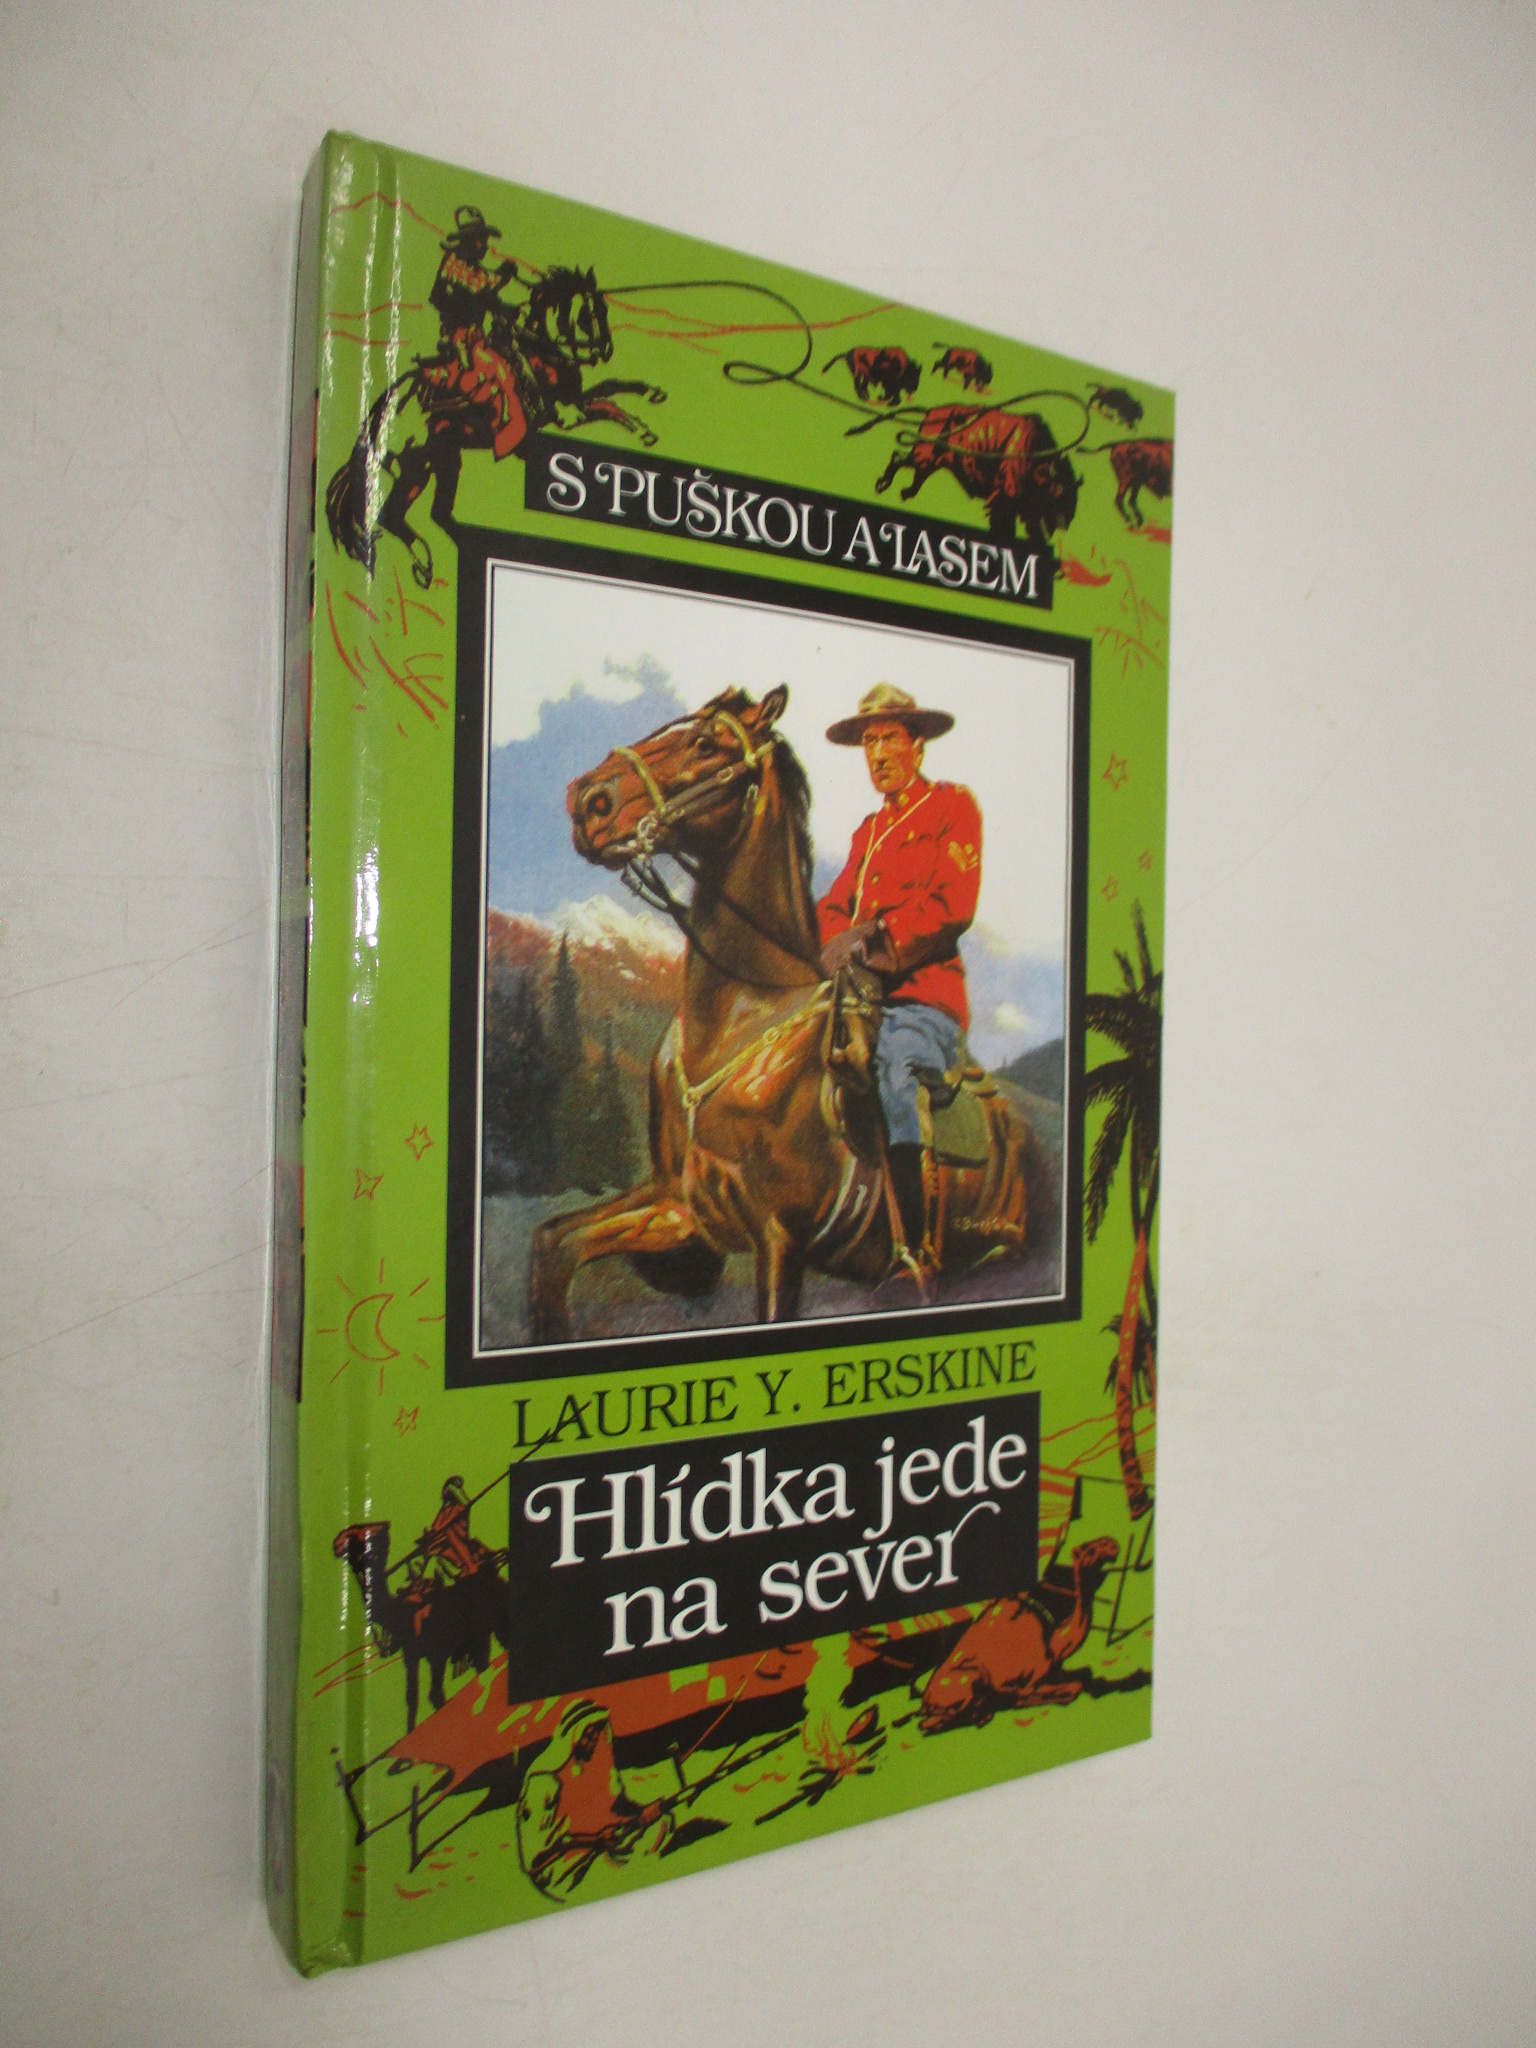 S PUŠKOU A LASEM
LAURIE Y. ERSKINE
Hlídka jede
na sever